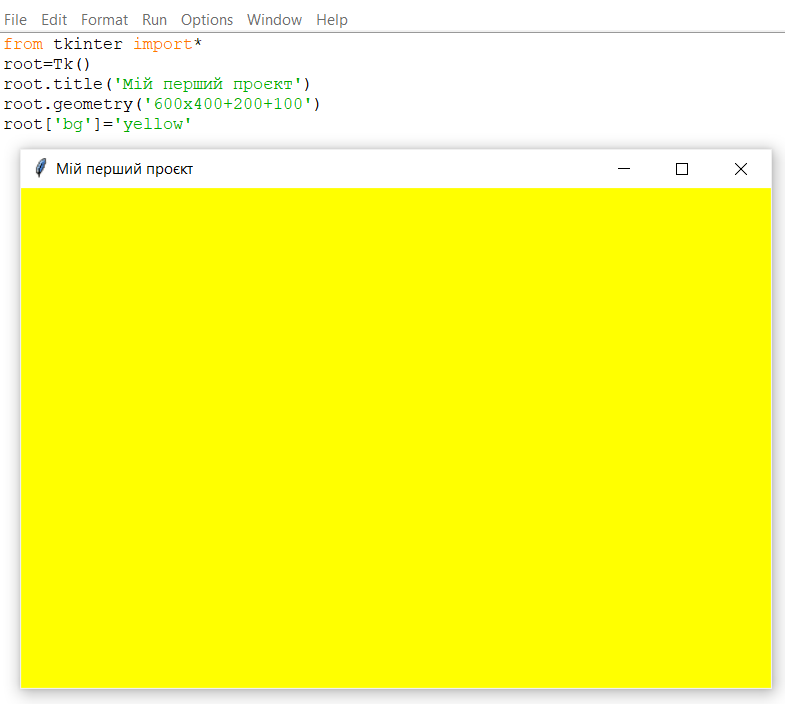 File Edit Format Run Options Window Help
from tkinter import*
root=Tk()
root.title('Мій перший проєкт')
root.geometry('600x400+200+100')
root['bg']='yellow'
Мій перший проєкт